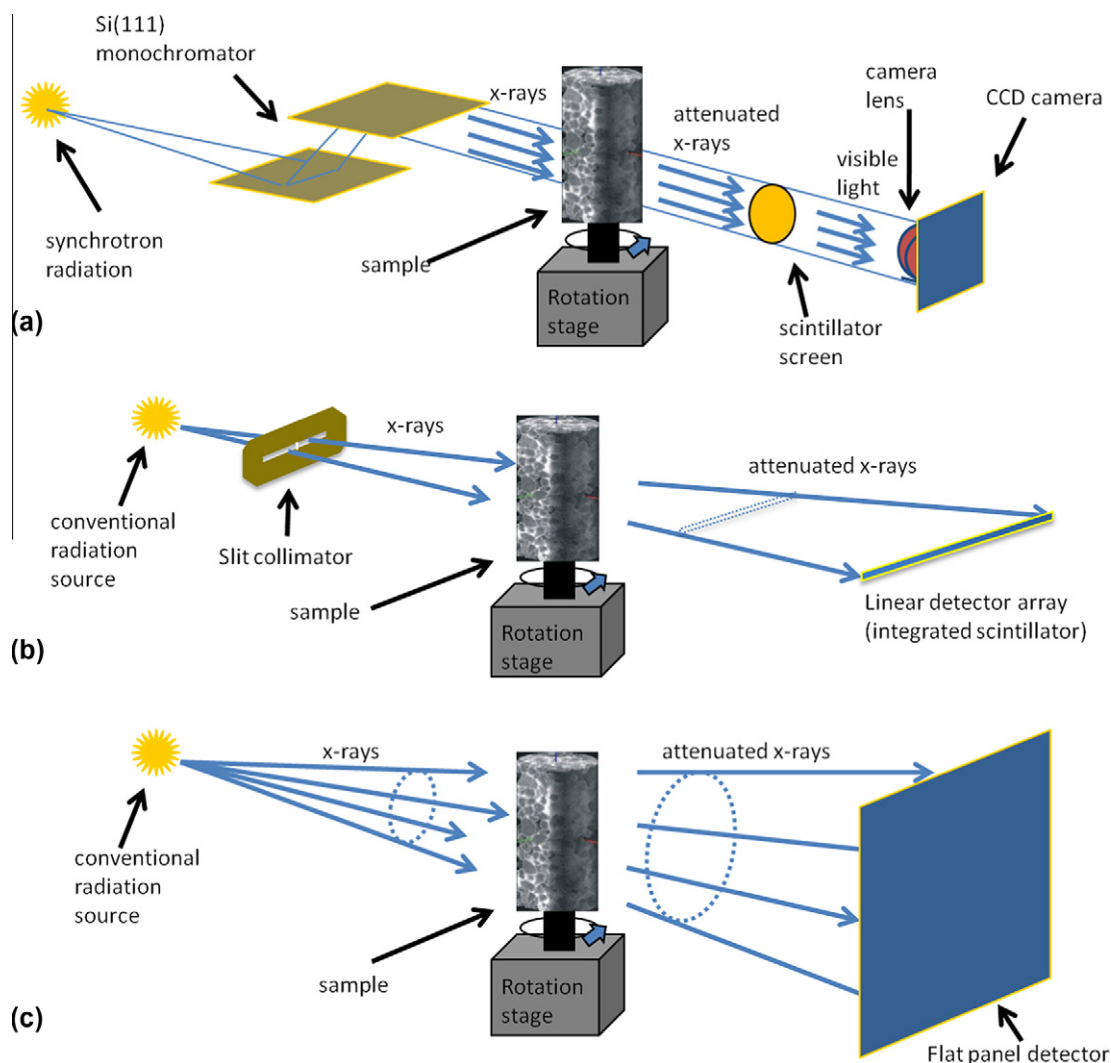 Si(111)
monochromator
x-rays
attenuated
x-rays
camera
lens
CCD camera
visible
light
synchrotron
radiation
sample
Rotation
stage
scintillator
screen
(a)
x-rays
attenuated x-rays
conventional
radiation
source
Slit collimator
sample
Rotation
stage
Linear detector array
(integrated scintillator)
(b)
x-rays
attenuated x-rays
conventional
radiation
source
sample
Rotation
stage
Flat panel detector
(c)